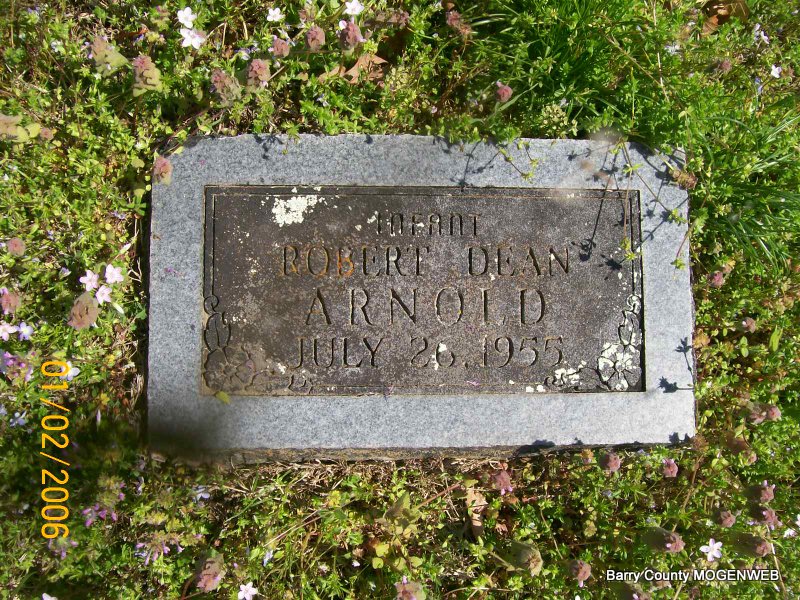 INFANT
ROBERT DEAN
ARNOLD
JULY 26, 1955
01/02/2006
Barry County MOGENWEB